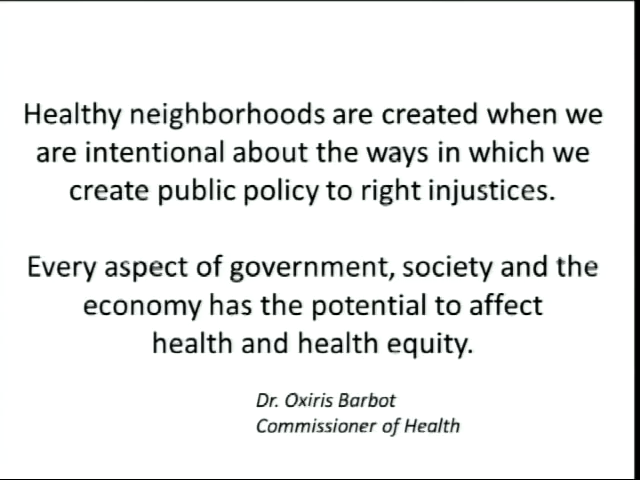 Healthy neighborhoods are created when we
are intentional about the ways in which we
create public policy to right injustices.
Every aspect of government, society and the
economy has the potential to affect
health and health equity.
Dr. Oxiris Barbot
Commissioner of Health